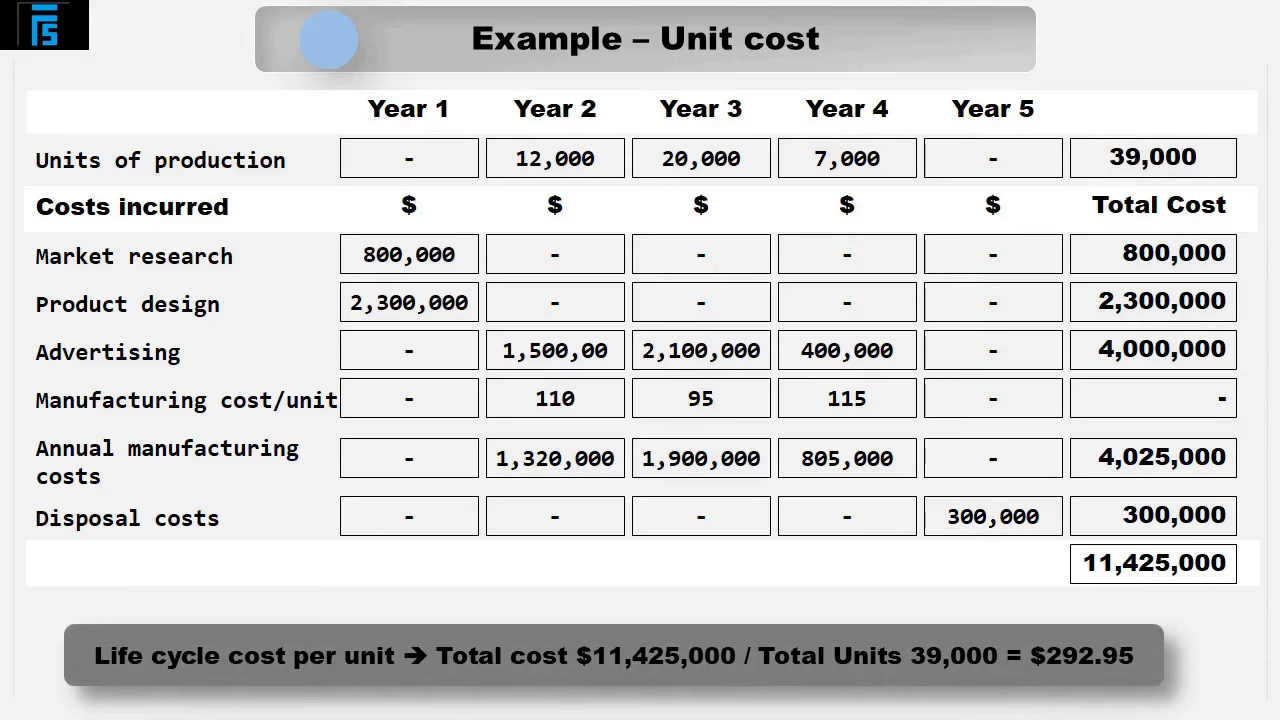 FS
Example – Unit cost
Year 1 Year 2 Year 3 Year 4 Year 5
Units of production - 12,000 20,000 7,000 - 39,000
Costs incurred $ $ $ $ $ Total Cost
Market research 800,000 - - - - 800,000
Product design 2,300,000 - - - - 2,300,000
Advertising - 1,500,00 2,100,000 400,000 - 4,000,000
Manufacturing cost/unit - 110 95 115 - -
Annual manufacturing
costs - 1,320,000 1,900,000 805,000 - 4,025,000
Disposal costs - - - - 300,000 300,000
11,425,000
Life cycle cost per unit ➔ Total cost $11,425,000 / Total Units 39,000 = $292.95